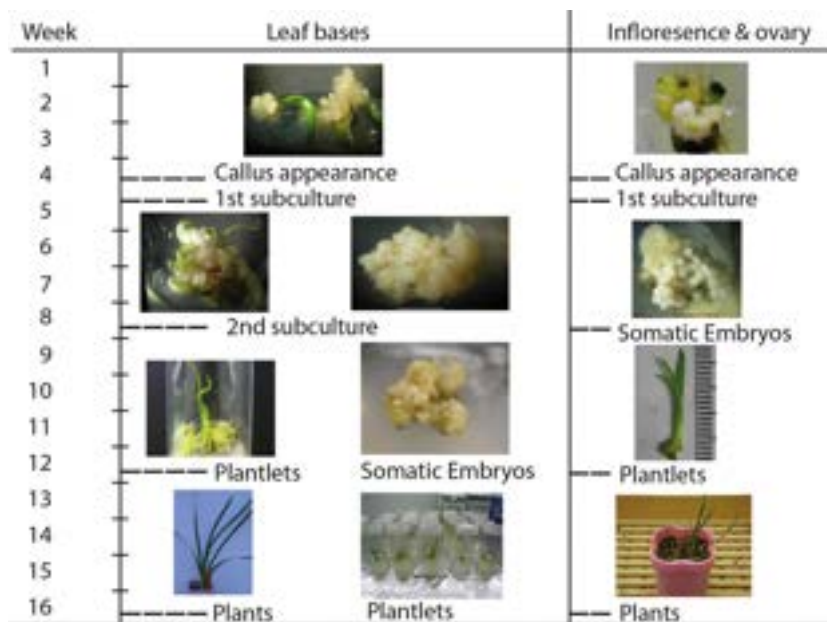 Week Leaf bases Infloresence & ovary
1
2
3
4 Callus appearance Callus appearance
1st subculture 1st subculture
5
6
7
8 2nd subculture Somatic Embryos
9
10
11
12 Plantlets Somatic Embryos Plantlets
13
14
15
16 Plants Plantlets Plants